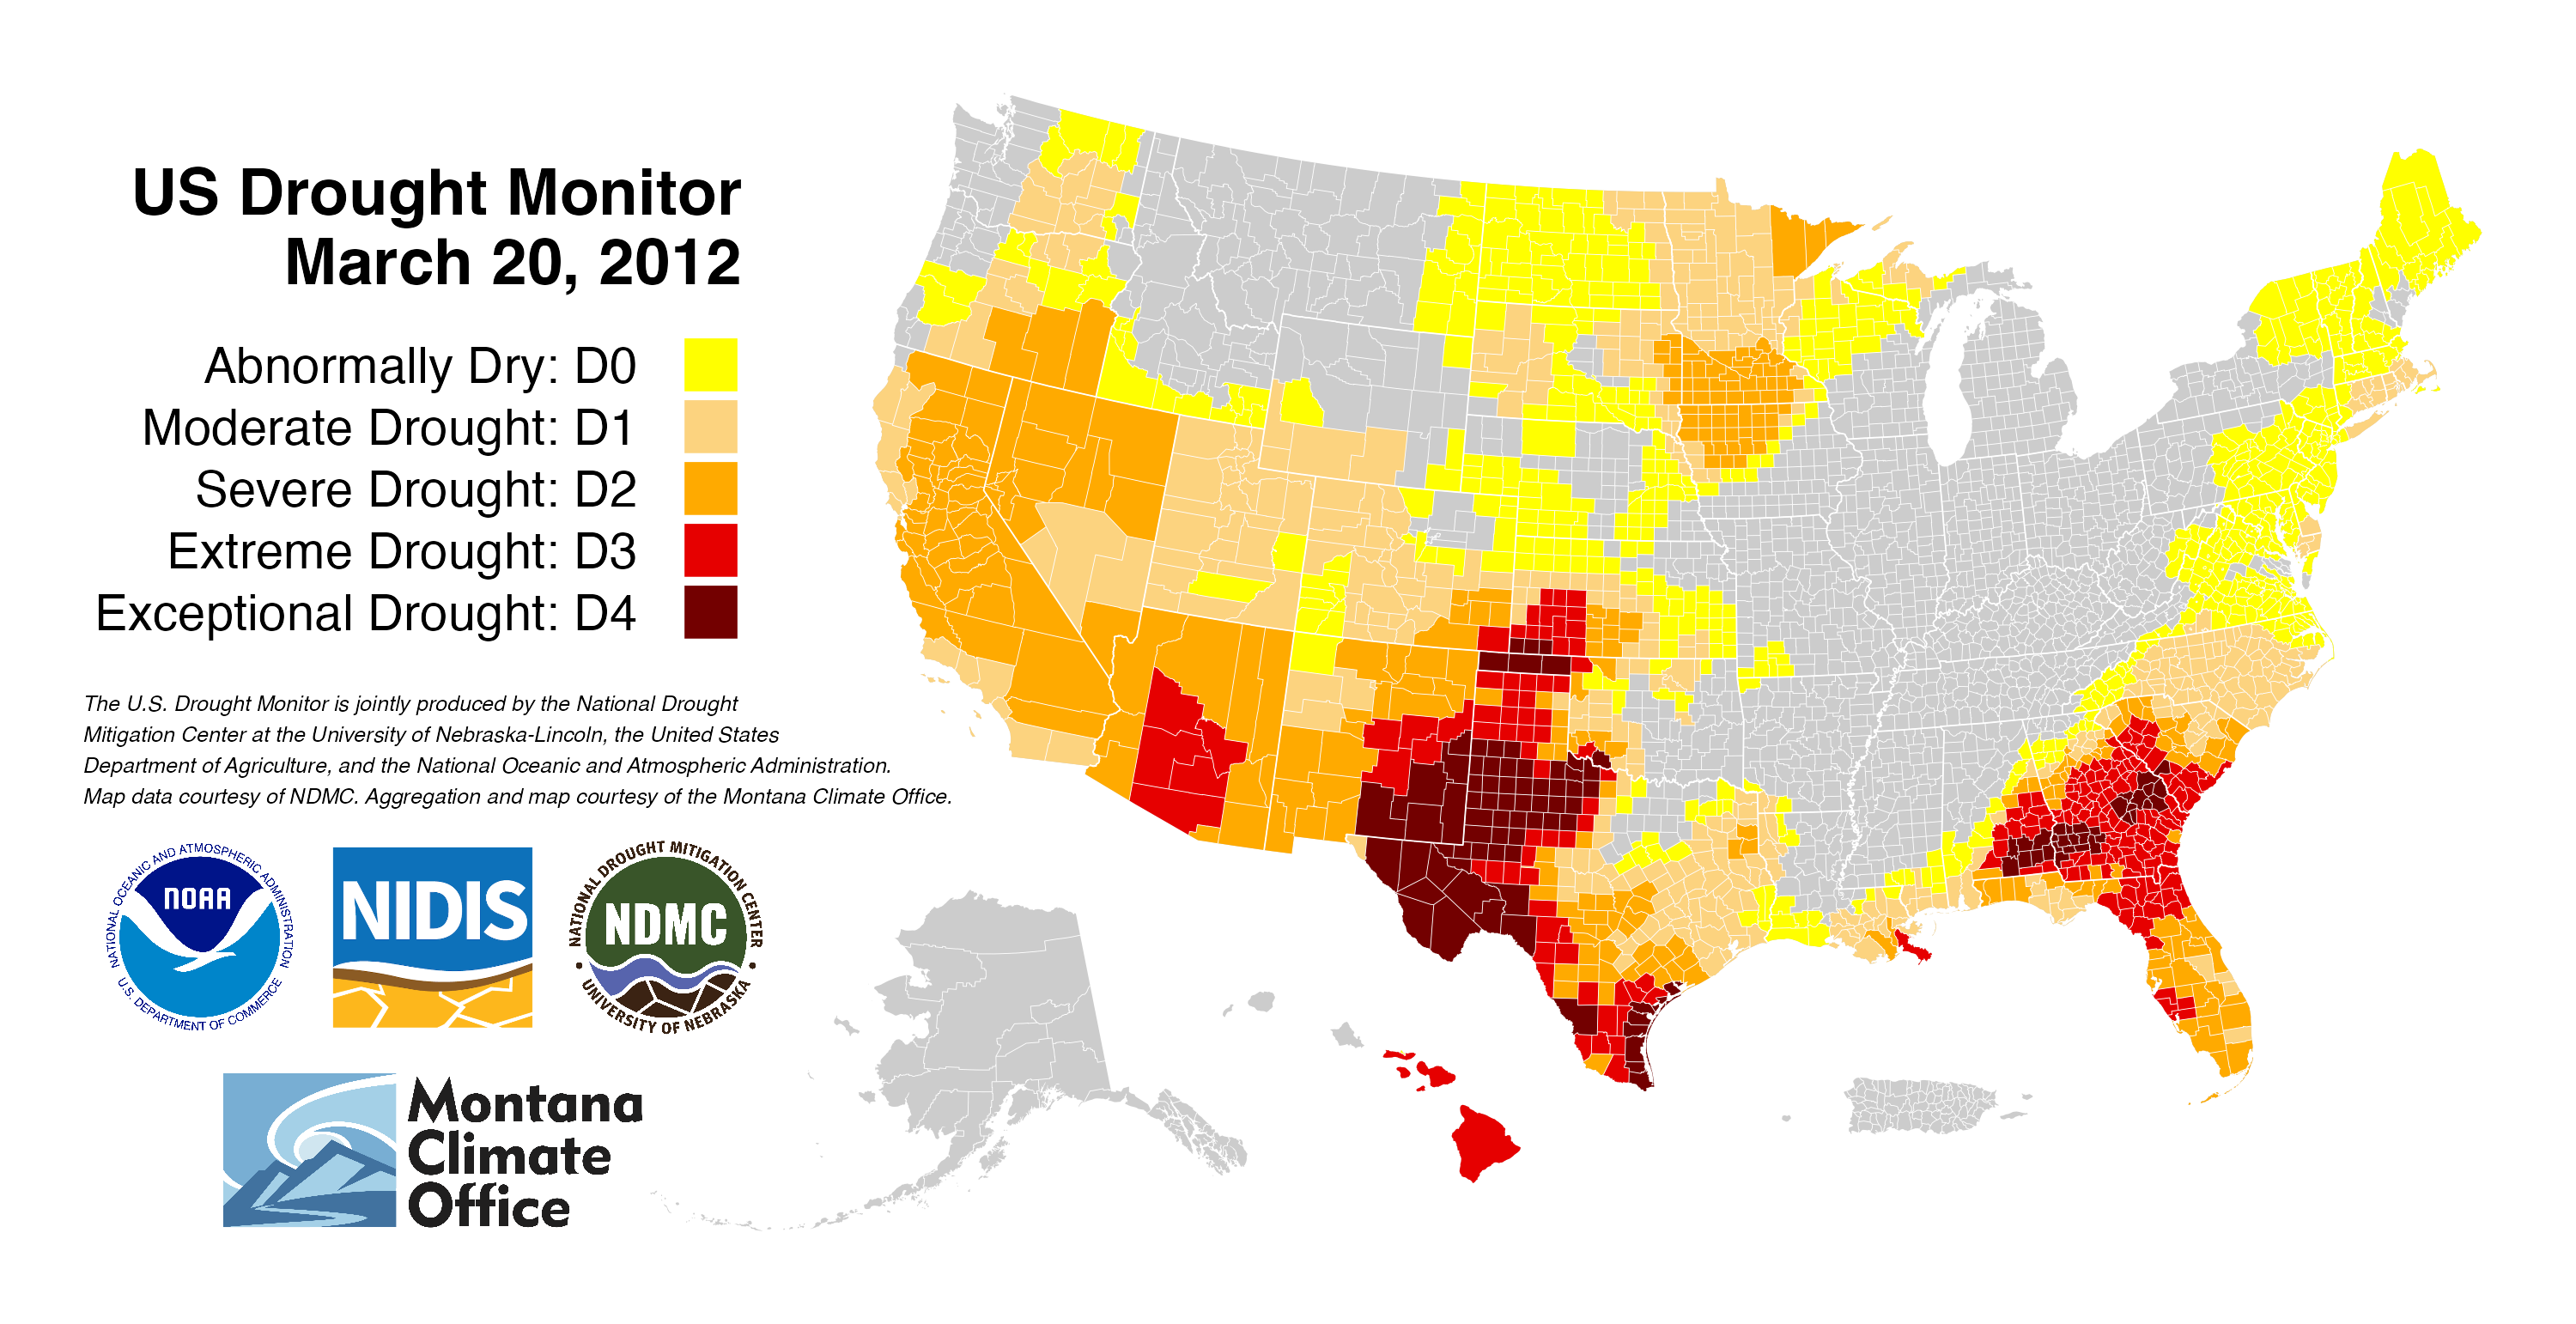 US Drought Monitor
March 20, 2012
Abnormally Dry: D0
Moderate Drought: D1
Severe Drought: D2
Extreme Drought: D3
Exceptional Drought: D4
The U.S. Drought Monitor is jointly produced by the National Drought
Mitigation Center at the University of Nebraska-Lincoln, the United States
Department of Agriculture, and the National Oceanic and Atmospheric Administration.
Map data courtesy of NDMC. Aggregation and map courtesy of the Montana Climate Office.
NATIONAL OCEANIC AND ATMOSPHERIC ADMINISTRATION
NOAA
U.S. DEPARTMENT OF COMMERCE
NIDIS
NATIONAL DROUGHT MITIGATION CENTER
NDMC
UNIVERSITY OF NEBRASKA
Montana
Climate
Office